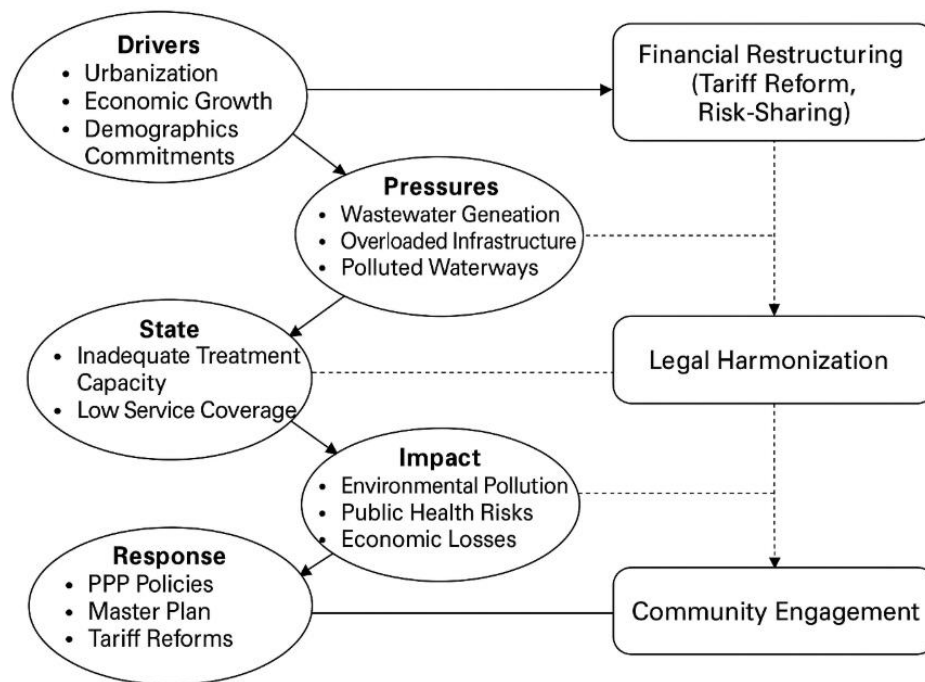 Drivers
• Urbanization
• Economic Growth
• Demographics
Commitments
Financial Restructuring
(Tariff Reform,
Risk-Sharing)
Pressures
• Wastewater Geneation
• Overloaded Infrastructure
• Polluted Waterways
State
• Inadequate Treatment
Capacity
• Low Service Coverage
Legal Harmonization
Impact
• Environmental Pollution
• Public Health Risks
• Economic Losses
Response
• PPP Policies
• Master Plan
• Tariff Reforms
Community Engagement